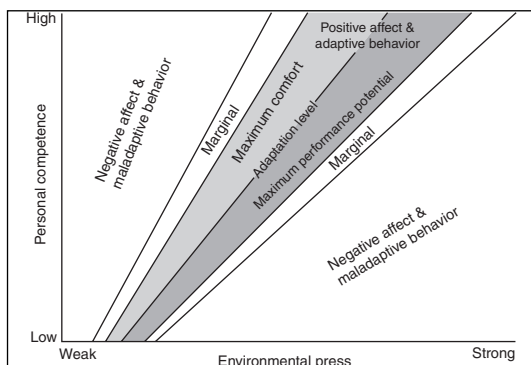 High
Positive affect &
adaptive behavior
Negative affect &
maladaptive behavior
Marginal
Maximum comfort
Adaptation level
Maximum performance potential
Marginal
Negative affect &
maladaptive behavior
Personal competence
Low
Weak
Environmental press
Strong